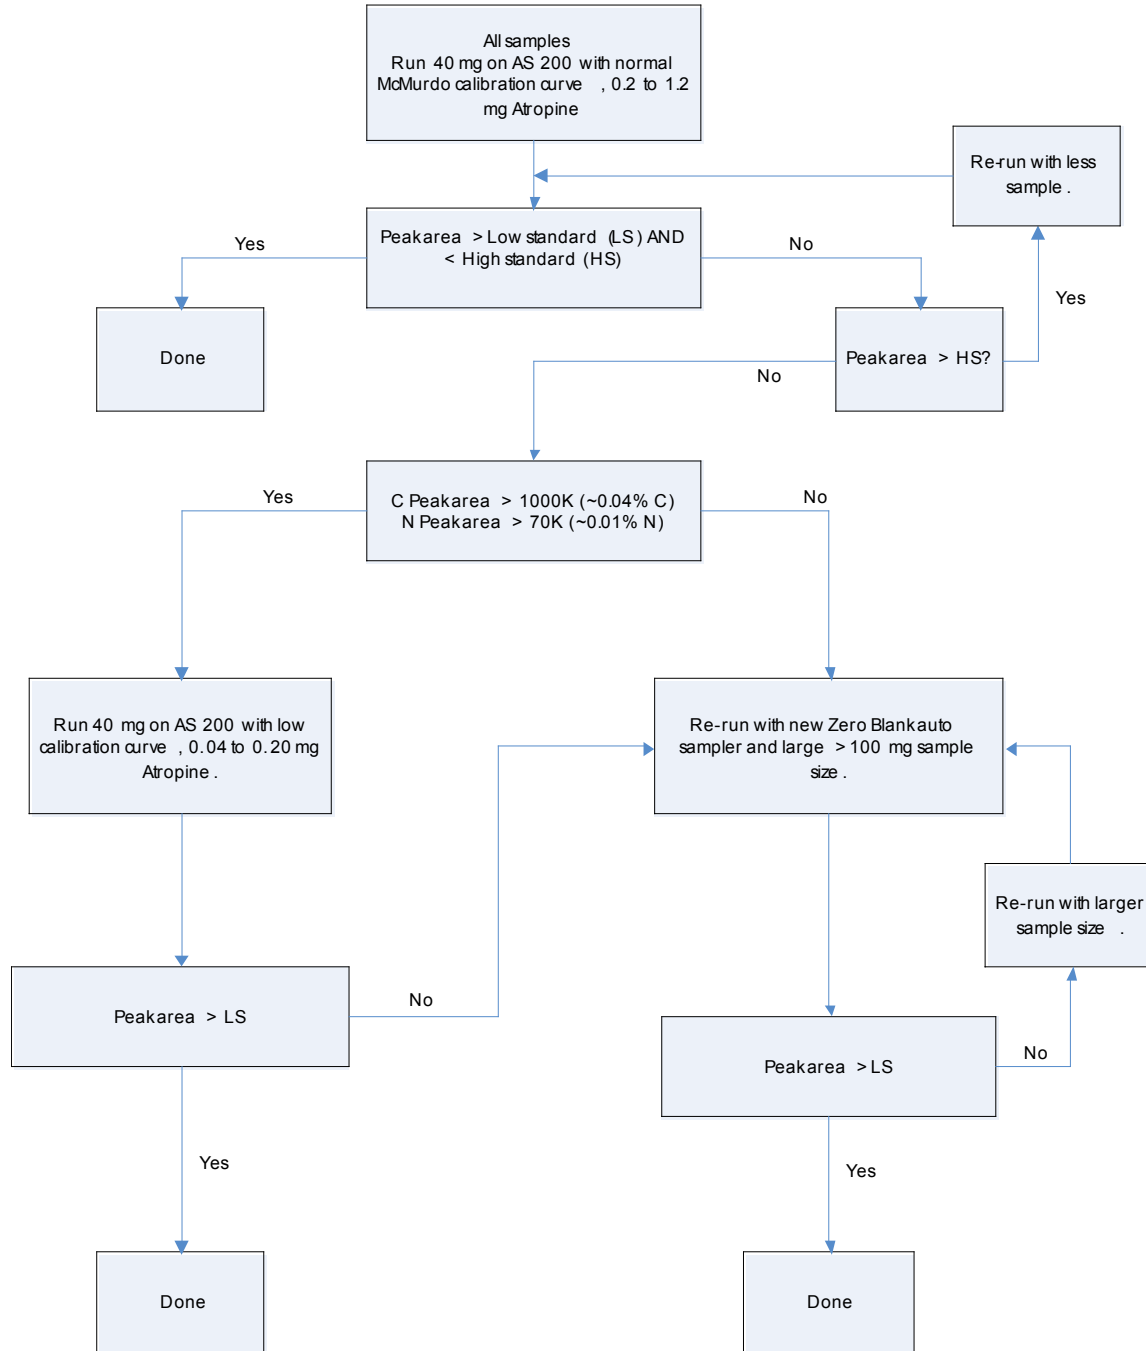 All samples
Run 40 mg on AS 200 with normal
McMurdo calibration curve , 0.2 to 1.2
mg Atropine
Re-run with less
sample .
Peakarea > Low standard (LS) AND
< High standard (HS)
Yes
No
Yes
Done
Peakarea > HS?
No
C Peakarea > 1000K (~0.04% C)
N Peakarea > 70K (~0.01% N)
Yes
No
Run 40 mg on AS 200 with low
calibration curve , 0.04 to 0.20 mg
Atropine .
Re-run with new Zero Blank auto
sampler and large > 100 mg sample
size .
Re-run with larger
sample size .
Peakarea > LS
No
Peakarea > LS
No
Yes
Yes
Done
Done